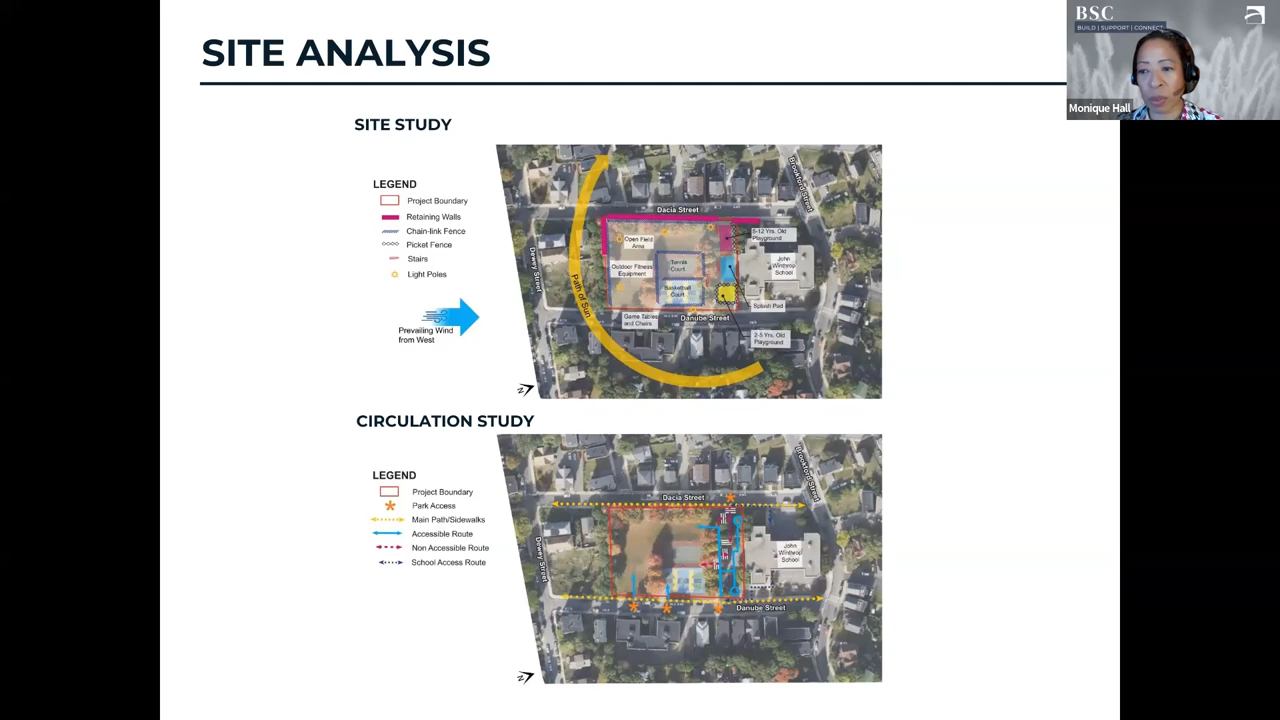 SITE ANALYSIS
BSC
BUILD | SUPPORT | CONNECT
Monique Hall
SITE STUDY
LEGEND
Project Boundary
Retaining Walls
Chain-link Fence
Picket Fence
Stairs
Light Poles
Prevailing Wind
from West
Brookford Street
Dacia Street
Dewey Street
Open Field
Area
5-12 Yrs. Old
Playground
Outdoor Fitness
Equipment
Tennis
Court
John
Winthrop
School
Path of Sun
Basketball
Court
Splash Pad
Game Tables
and Chairs
Danube Street
2-5 Yrs. Old
Playground
N
CIRCULATION STUDY
LEGEND
Project Boundary
Park Access
Main Path/Sidewalks
Accessible Route
Non Accessible Route
School Access Route
Brookford Street
Dacia Street
Dewey Street
John
Winthrop
School
Danube Street
N